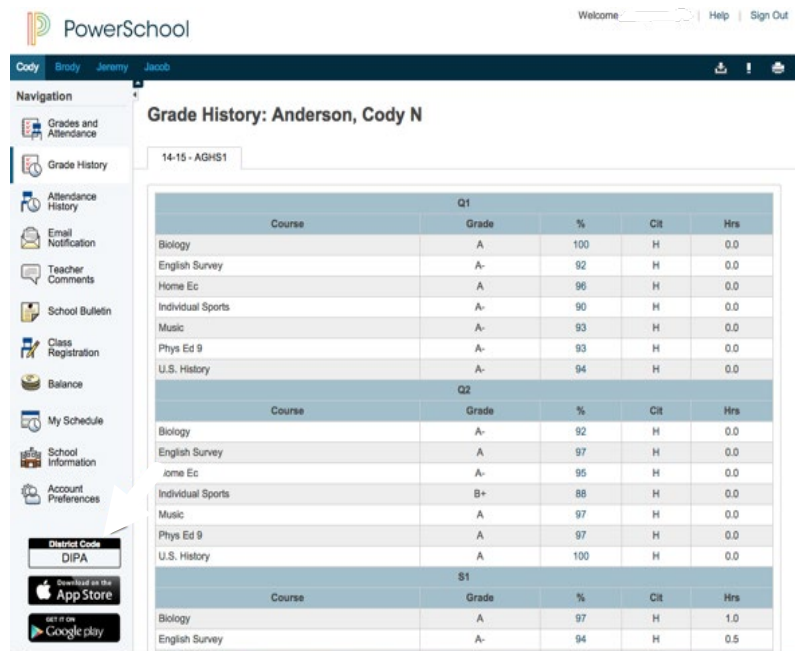 PowerSchool
Welcome | Help | Sign Out
Cody Brody Jeremy Jacob
Navigation
Grades and
Attendance
Grade History
Attendance
History
Email
Notification
Teacher
Comments
School Bulletin
Class
Registration
Balance
My Schedule
School
Information
Account
Preferences
District Code
DIPA
Download on the
App Store
GET IT ON
Google play
Grade History: Anderson, Cody N
14-15 - AGHS1
Q1
Course Grade % Cit Hrs
Biology A 100 H 0.0
English Survey A- 92 H 0.0
Home Ec A 96 H 0.0
Individual Sports A- 90 H 0.0
Music A- 93 H 0.0
Phys Ed 9 A- 93 H 0.0
U.S. History A- 94 H 0.0
Q2
Course Grade % Cit Hrs
Biology A- 92 H 0.0
English Survey A 97 H 0.0
ome Ec A- 95 H 0.0
Individual Sports B+ 88 H 0.0
Music A 97 H 0.0
Phys Ed 9 A 97 H 0.0
U.S. History A 100 H 0.0
S1
Course Grade % Cit Hrs
Biology A 97 H 1.0
English Survey A- 94 H 0.5